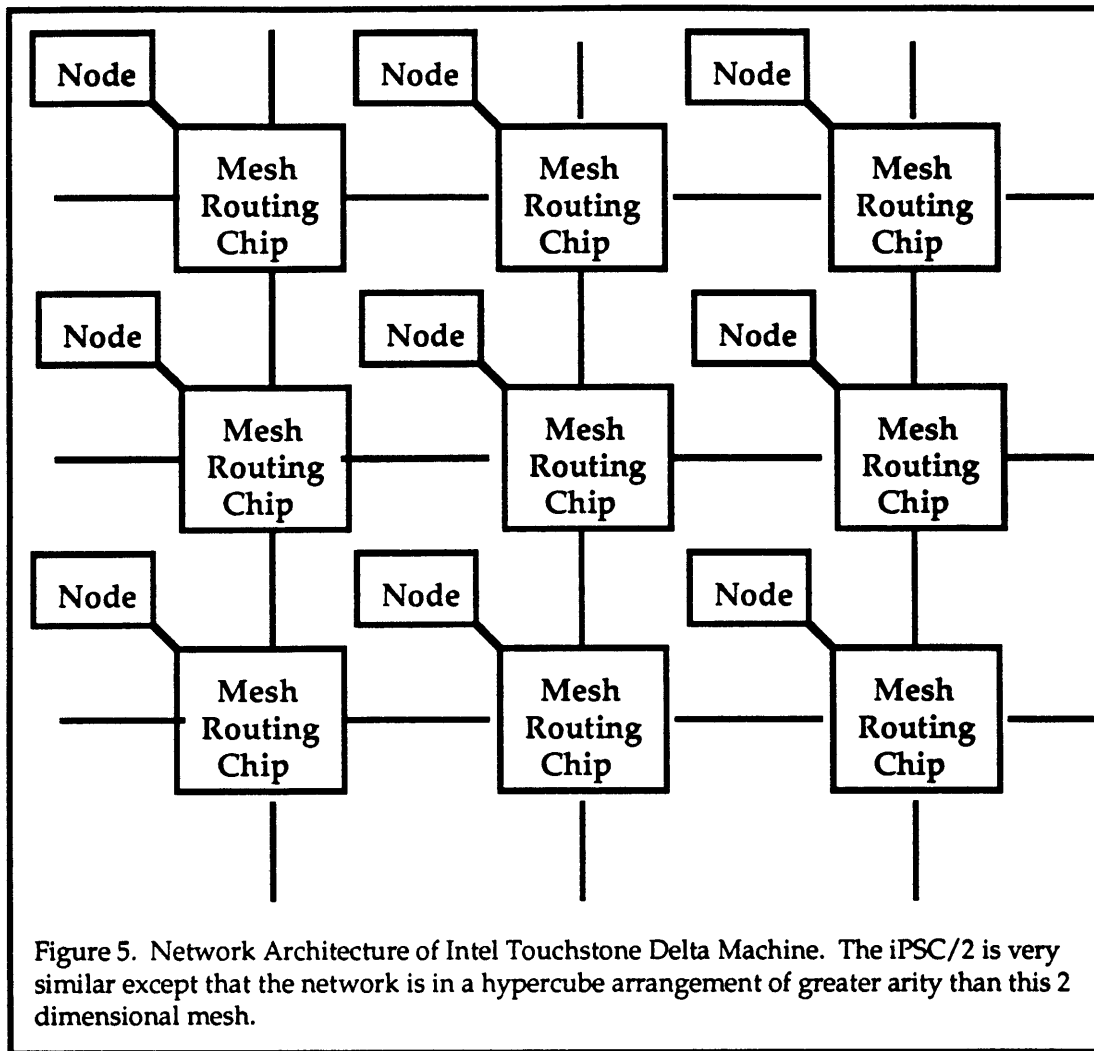 Node
Node
Node
Mesh
Routing
Chip
Mesh
Routing
Chip
Mesh
Routing
Chip
Node
Node
Node
Mesh
Routing
Chip
Mesh
Routing
Chip
Mesh
Routing
Chip
Node
Node
Node
Mesh
Routing
Chip
Mesh
Routing
Chip
Mesh
Routing
Chip
Figure 5. Network Architecture of Intel Touchstone Delta Machine. The iPSC/2 is very
similar except that the network is in a hypercube arrangement of greater arity than this 2
dimensional mesh.